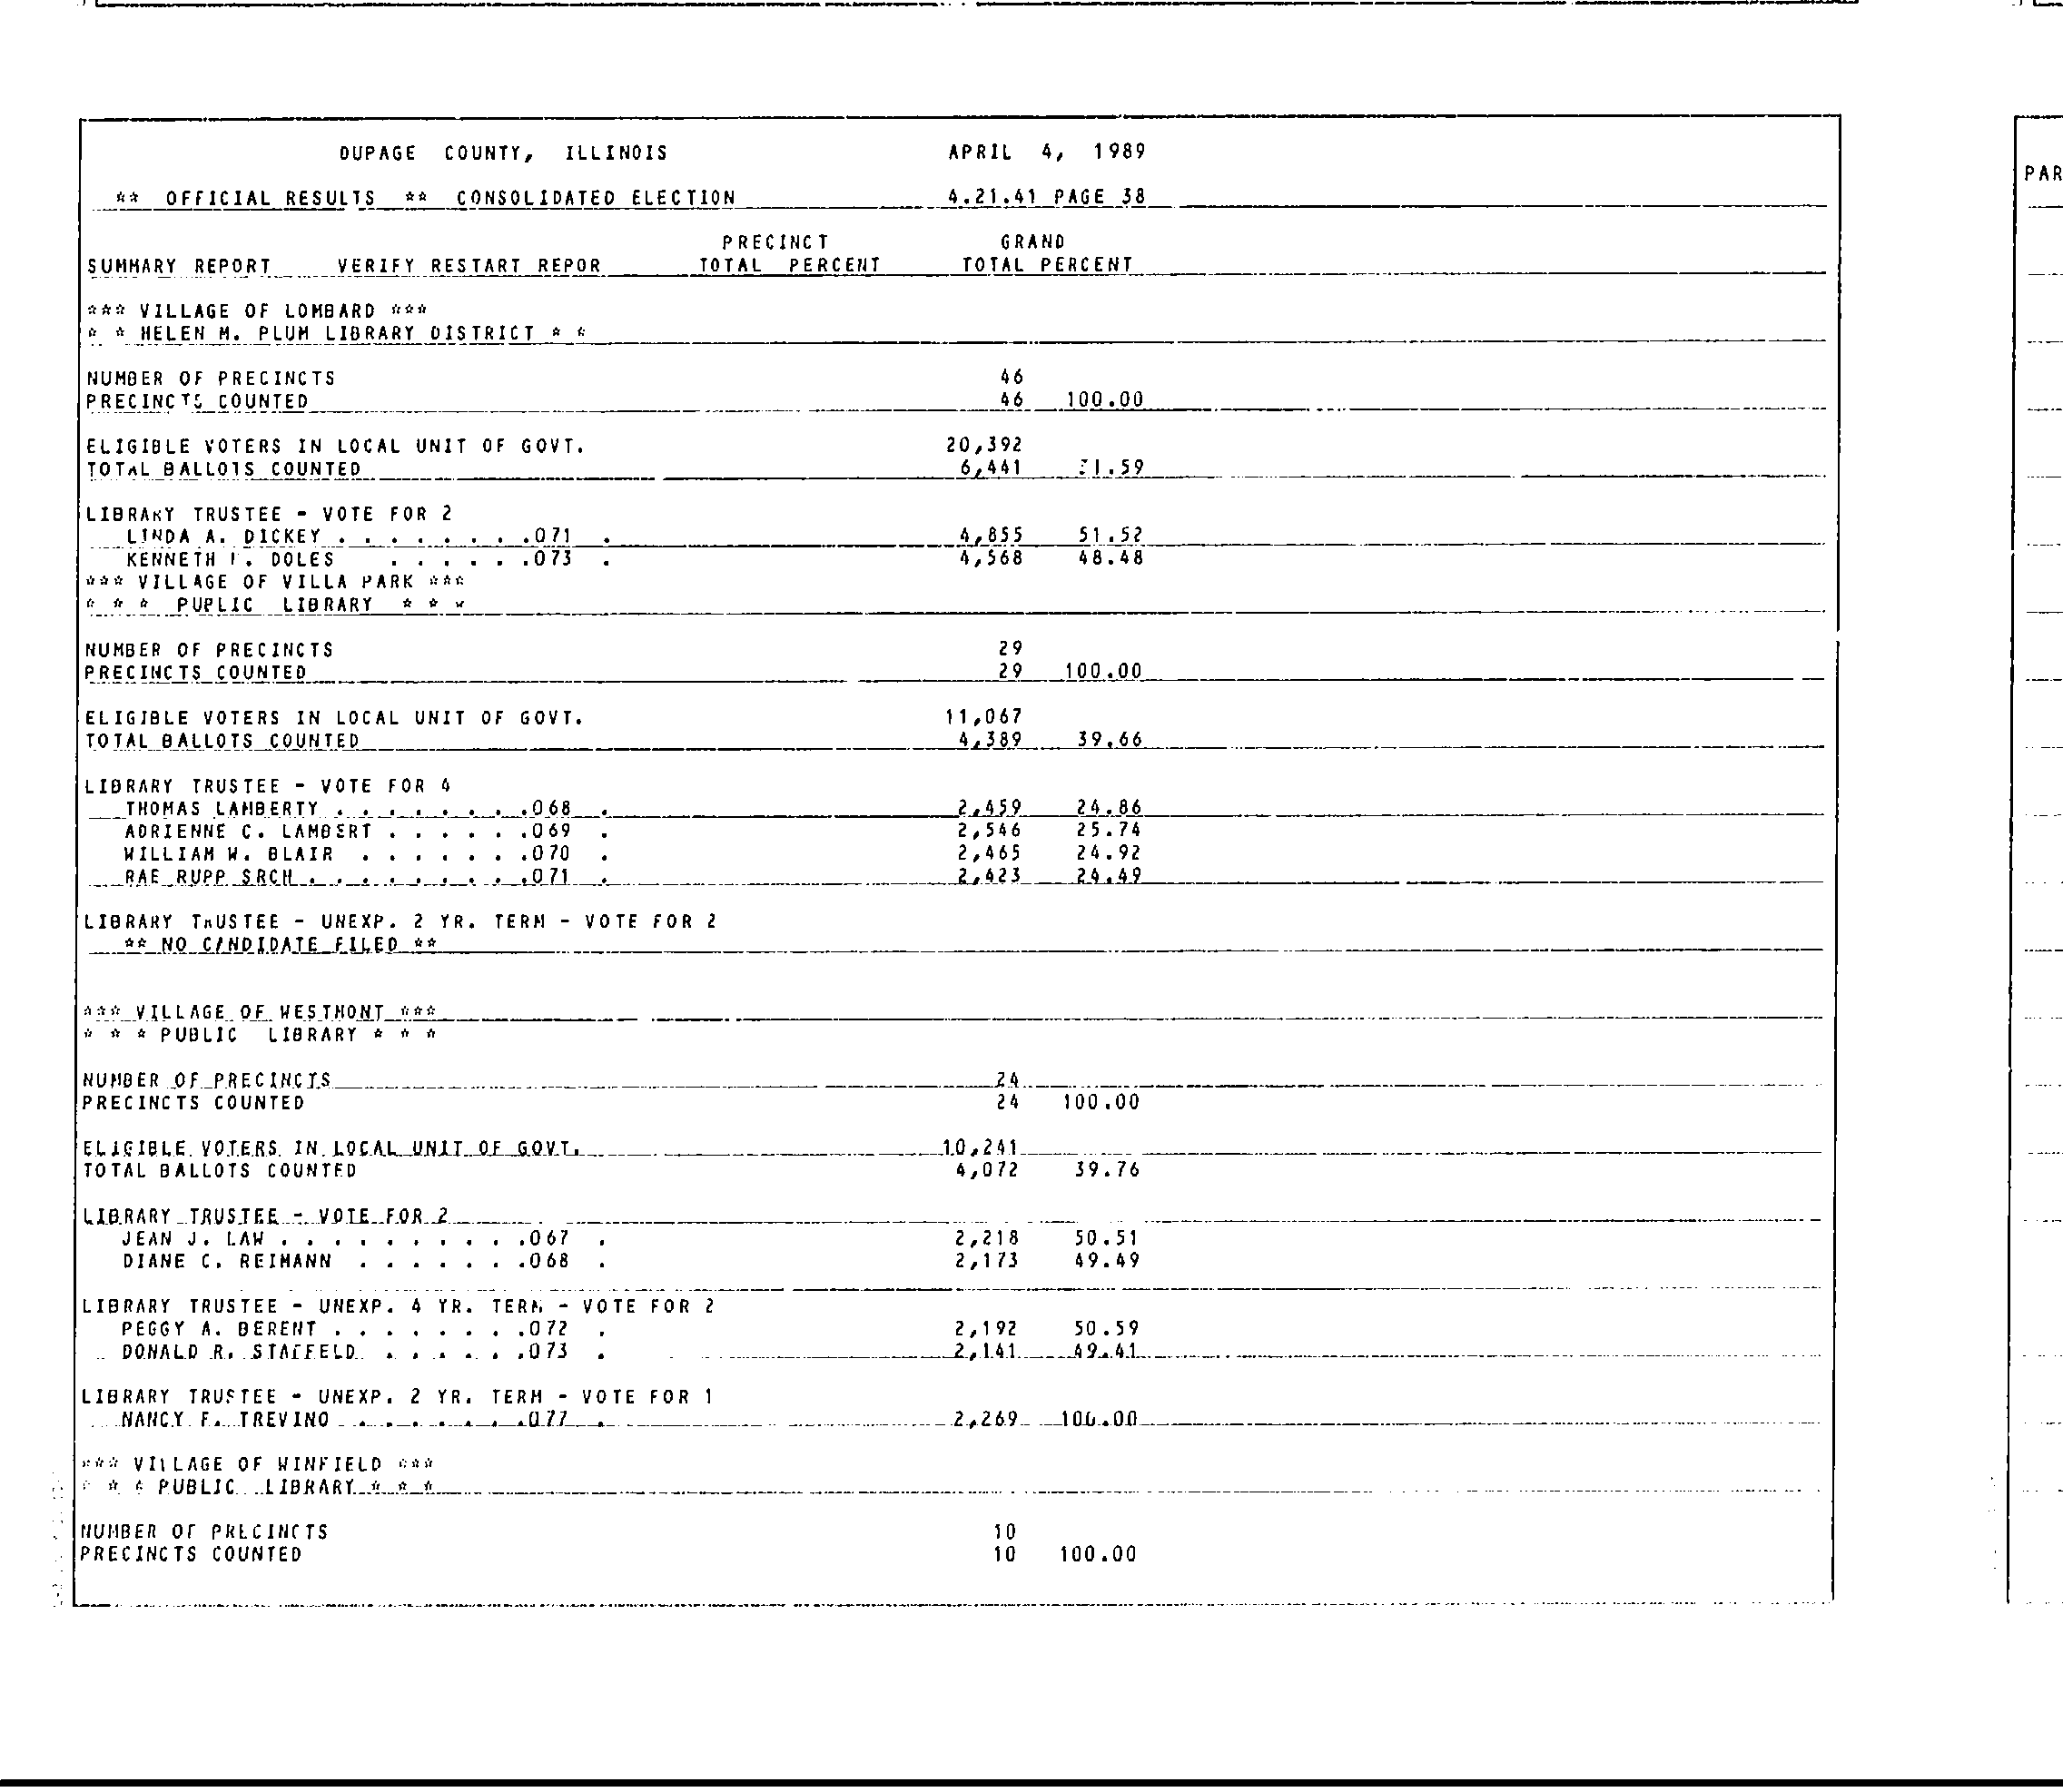 DUPAGE COUNTY, ILLINOIS APRIL 4, 1989
** OFFICIAL RESULTS ** CONSOLIDATED ELECTION 4.21.41 PAGE 38
PRECINCT GRAND
SUMMARY REPORT VERIFY RESTART REPOR TOTAL PERCENT TOTAL PERCENT
*** VILLAGE OF LOMBARD ***
* * HELEN M. PLUM LIBRARY DISTRICT * *
NUMBER OF PRECINCTS 46
PRECINCTS COUNTED 46 100.00
ELIGIBLE VOTERS IN LOCAL UNIT OF GOVT. 20,392
TOTAL BALLOTS COUNTED 6,441
LIBRARY TRUSTEE - VOTE FOR 2
LINDA A. DICKEY . . . . . . . .071 . 4,855 51.52
KENNETH DOLES . . . . . .073 . 4,568 48.48
*** VILLAGE OF VILLA PARK ***
* * * PUBLIC LIBRARY * * *
NUMBER OF PRECINCTS 29
PRECINCTS COUNTED 29 100.00
ELIGIBLE VOTERS IN LOCAL UNIT OF GOVT. 11,067
TOTAL BALLOTS COUNTED 4,389 39.66
LIBRARY TRUSTEE - VOTE FOR 4
THOMAS LAMBERTY . . . . . . . .068 . 2,459 24.86
ADRIENNE C. LAMBERT . . . . . .069 . 2,546 25.74
WILLIAM W. BLAIR . . . . . . .070 . 2,465 24.92
RAE RUPP SRCH . . . . . . . . .071 . 2,423 24.49
LIBRARY TRUSTEE - UNEXP. 2 YR. TERM - VOTE FOR 2
** NO CANDIDATE FILED **
*** VILLAGE OF WESTMONT ***
* * * PUBLIC LIBRARY * * *
NUMBER OF PRECINCTS 24
PRECINCTS COUNTED 24 100.00
ELIGIBLE VOTERS IN LOCAL UNIT OF GOVT. 10,241
TOTAL BALLOTS COUNTED 4,072 39.76
LIBRARY TRUSTEE - VOTE FOR 2
JEAN J. LAW . . . . . . . . . .067 . 2,218 50.51
DIANE C. REIMANN . . . . . . .068 . 2,173 49.49
LIBRARY TRUSTEE - UNEXP. 4 YR. TERM - VOTE FOR 2
PEGGY A. BERENT . . . . . . . .072 . 2,192 50.59
DONALD R. STAFFELD . . . . . .073 . 2,141 49.41
LIBRARY TRUSTEE - UNEXP. 2 YR. TERM - VOTE FOR 1
NANCY F. TREVINO . . . . . . .077 . 2,269 100.00
*** VILLAGE OF WINFIELD ***
* * * PUBLIC LIBRARY * * *
NUMBER OF PRECINCTS 10
PRECINCTS COUNTED 10 100.00
PAR